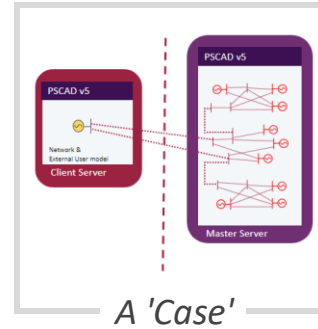 PSCAD v5
Network &
External User model
Client Server
PSCAD v5
Master Server
A 'Case'